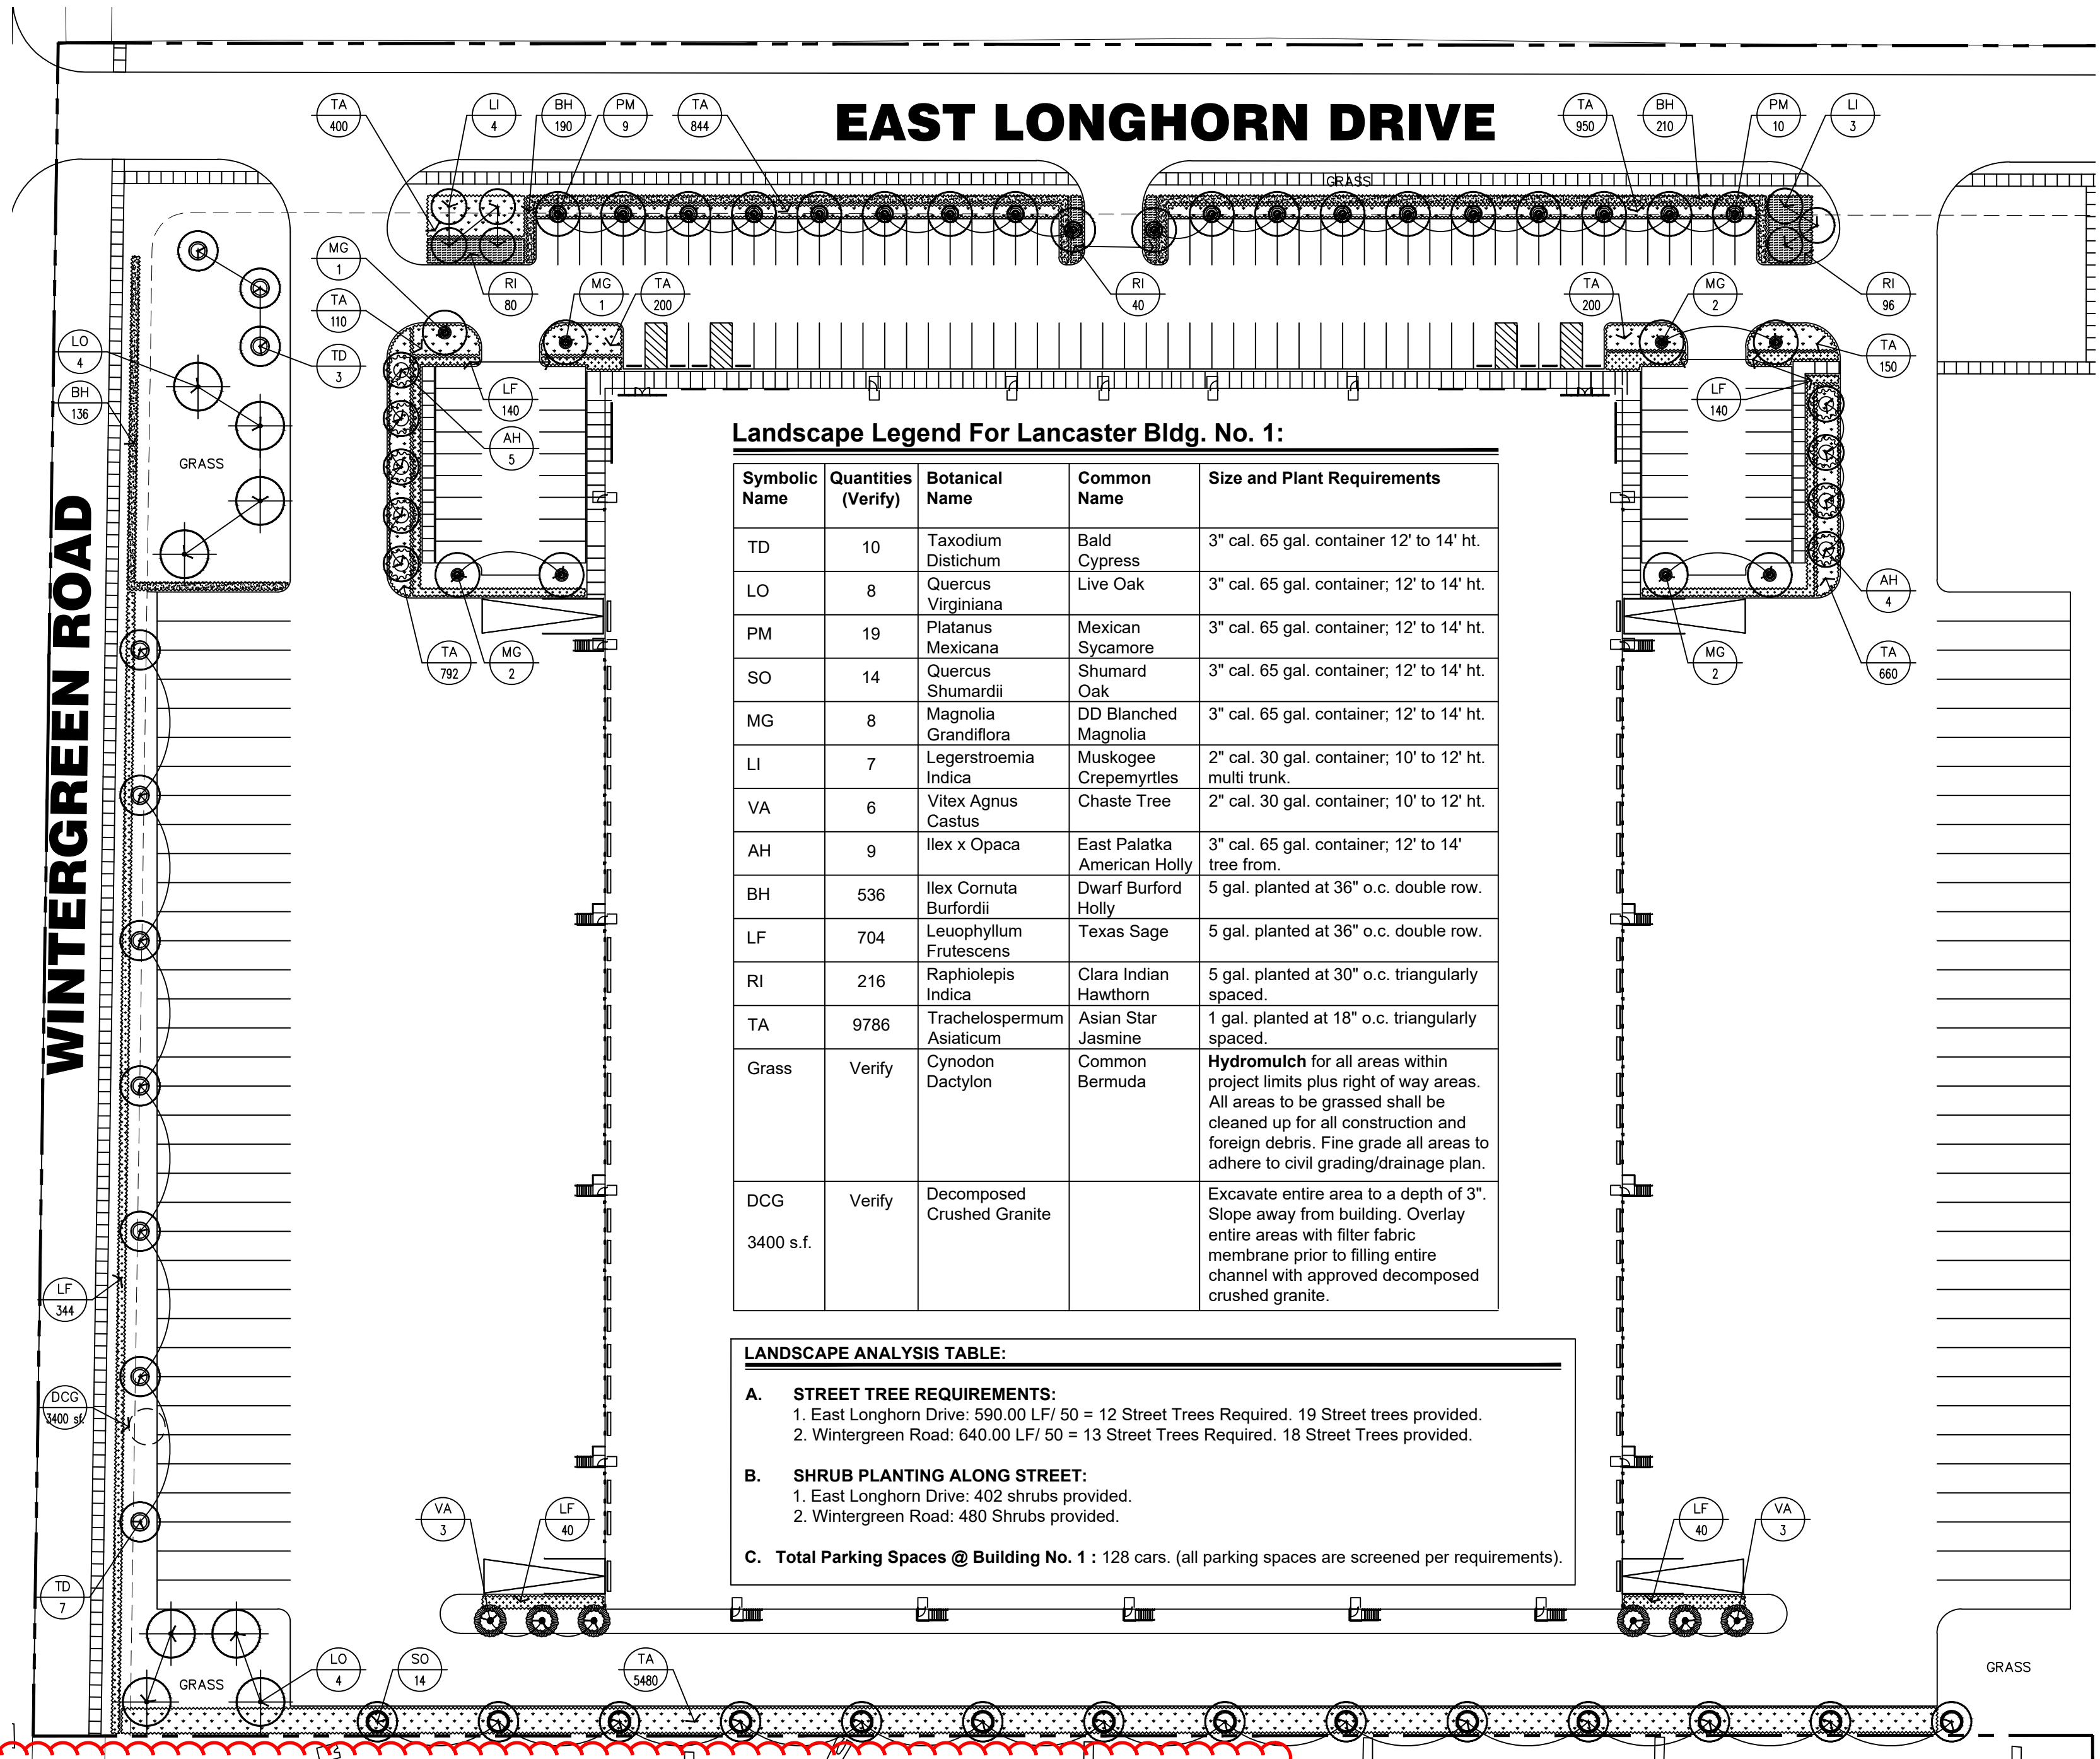 TA
400
LI
4
BH
190
PM
9
TA
844
EAST LONGHORN DRIVE
TA
950
BH
210
PM
10
LI
3
GRASS
MG
1
TA
110
RI
80
MG
1
TA
200
RI
40
TA
200
MG
2
RI
96
LO
4
TD
3
BH
136
LF
140
AH
5
GRASS
TA
150
LF
140
WINTERGREEN ROAD
TA
792
MG
2
AH
4
MG
2
TA
660
Landscape Legend For Lancaster Bldg. No. 1:
Symbolic Name Quantities (Verify) Botanical Name Common Name Size and Plant Requirements
TD 10 Taxodium Distichum Bald Cypress 3" cal. 65 gal. container 12' to 14' ht.
LO 8 Quercus Virginiana Live Oak 3" cal. 65 gal. container; 12' to 14' ht.
PM 19 Platanus Mexicana Mexican Sycamore 3" cal. 65 gal. container; 12' to 14' ht.
SO 14 Quercus Shumardii Shumard Oak 3" cal. 65 gal. container; 12' to 14' ht.
MG 8 Magnolia Grandiflora DD Blanched Magnolia 3" cal. 65 gal. container; 12' to 14' ht.
LI 7 Legerstroemia Indica Muskogee Crepemyrtles 2" cal. 30 gal. container; 10' to 12' ht. multi trunk.
VA 6 Vitex Agnus Castus Chaste Tree 2" cal. 30 gal. container; 10' to 12' ht.
AH 9 Ilex x Opaca East Palatka American Holly 3" cal. 65 gal. container; 12' to 14' tree from.
BH 536 Ilex Cornuta Burfordii Dwarf Burford Holly 5 gal. planted at 36" o.c. double row.
LF 704 Leuophyllum Frutescens Texas Sage 5 gal. planted at 36" o.c. double row.
RI 216 Raphiolepis Indica Clara Indian Hawthorn 5 gal. planted at 30" o.c. triangularly spaced.
TA 9786 Trachelospermum Asiaticum Asian Star Jasmine 1 gal. planted at 18" o.c. triangularly spaced.
Grass Verify Cynodon Dactylon Common Bermuda Hydromulch for all areas within
project limits plus right of way areas.
All areas to be grassed shall be
cleaned up for all construction and
foreign debris. Fine grade all areas to
adhere to civil grading/drainage plan.
DCG Verify Decomposed Crushed Granite Excavate entire area to a depth of 3".
Slope away from building. Overlay
3400 s.f. entire areas with filter fabric
membrane prior to filling entire
channel with approved decomposed
crushed granite.
LANDSCAPE ANALYSIS TABLE:
A. STREET TREE REQUIREMENTS:
1. East Longhorn Drive: 590.00 LF/ 50 = 12 Street Trees Required. 19 Street trees provided.
2. Wintergreen Road: 640.00 LF/ 50 = 13 Street Trees Required. 18 Street Trees provided.
B. SHRUB PLANTING ALONG STREET:
1. East Longhorn Drive: 402 shrubs provided.
2. Wintergreen Road: 480 Shrubs provided.
C. Total Parking Spaces @ Building No. 1 : 128 cars. (all parking spaces are screened per requirements).
LF
344
DCG
3400 sf.
TD
7
VA
3
LF
40
LF
40
VA
3
LO
4
SO
14
TA
5480
GRASS
GRASS